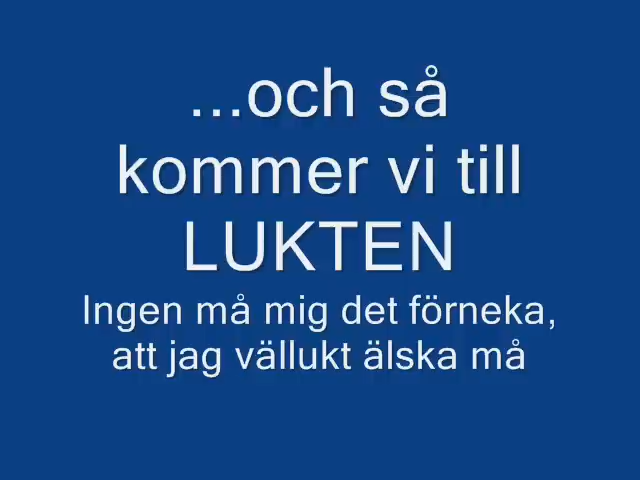 ...och så
kommer vi till
LUKTEN
Ingen må mig det förneka,
att jag vällukt älska må